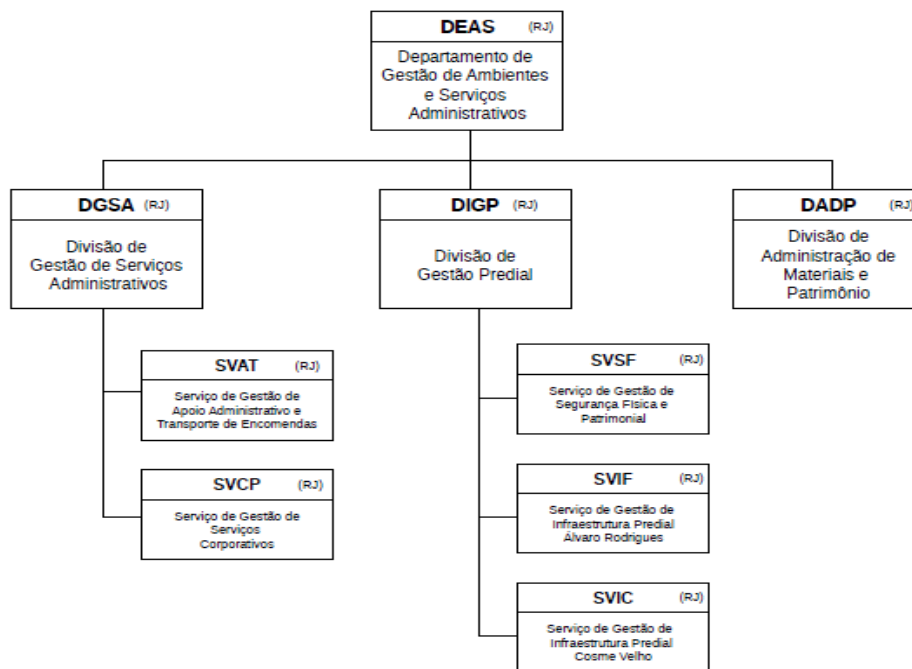 DEAS (RJ)
Departamento de
Gestão de Ambientes
e Serviços
Administrativos
DGSA (RJ)
Divisão de
Gestão de Serviços
Administrativos
DIGP (RJ)
Divisão de
Gestão Predial
DADP (RJ)
Divisão de
Administração de
Materiais e
Patrimônio
SVAT (RJ)
Serviço de Gestão de
Apoio Administrativo e
Transporte de Encomendas
SVCP (RJ)
Serviço de Gestão de
Serviços
Corporativos
SVSF (RJ)
Serviço de Gestão de
Segurança Física e
Patrimonial
SVIF (RJ)
Serviço de Gestão de
Infraestrutura Predial
Álvaro Rodrigues
SVIC (RJ)
Serviço de Gestão de
Infraestrutura Predial
Cosme Velho